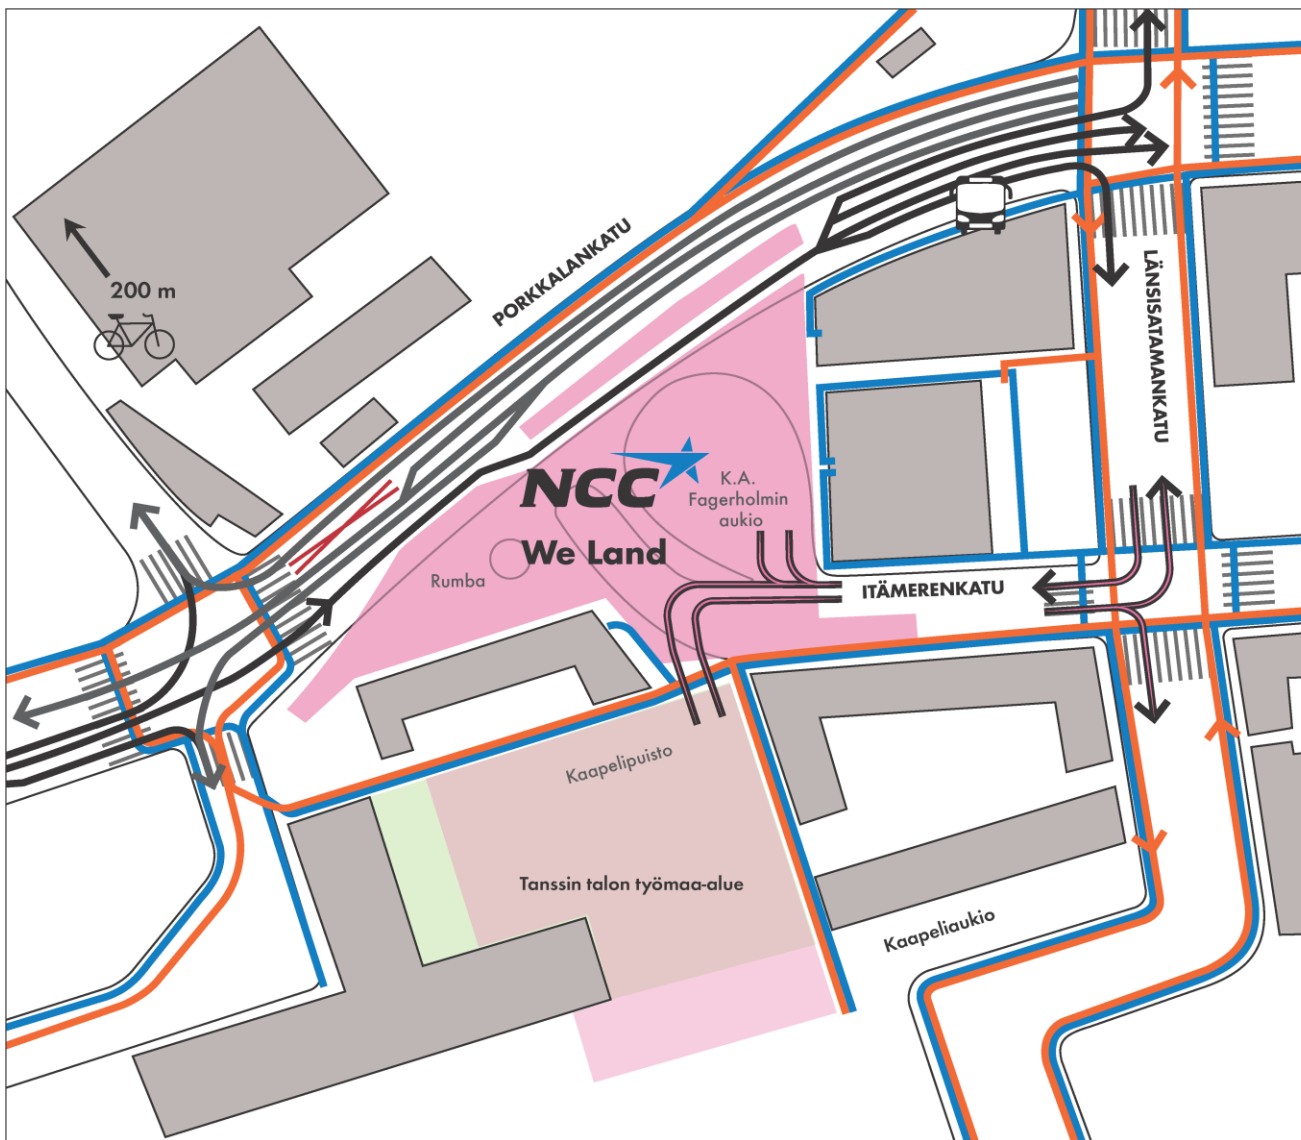 PORKKALANKATU
200 m
LÄNSISATAMANKATU
NCC
We Land
K.A.
Fagerholmin
aukio
Rumba
ITÄMERENKATU
Kaapelipuisto
Tanssin talon työmaa-alue
Kaapeliaukio